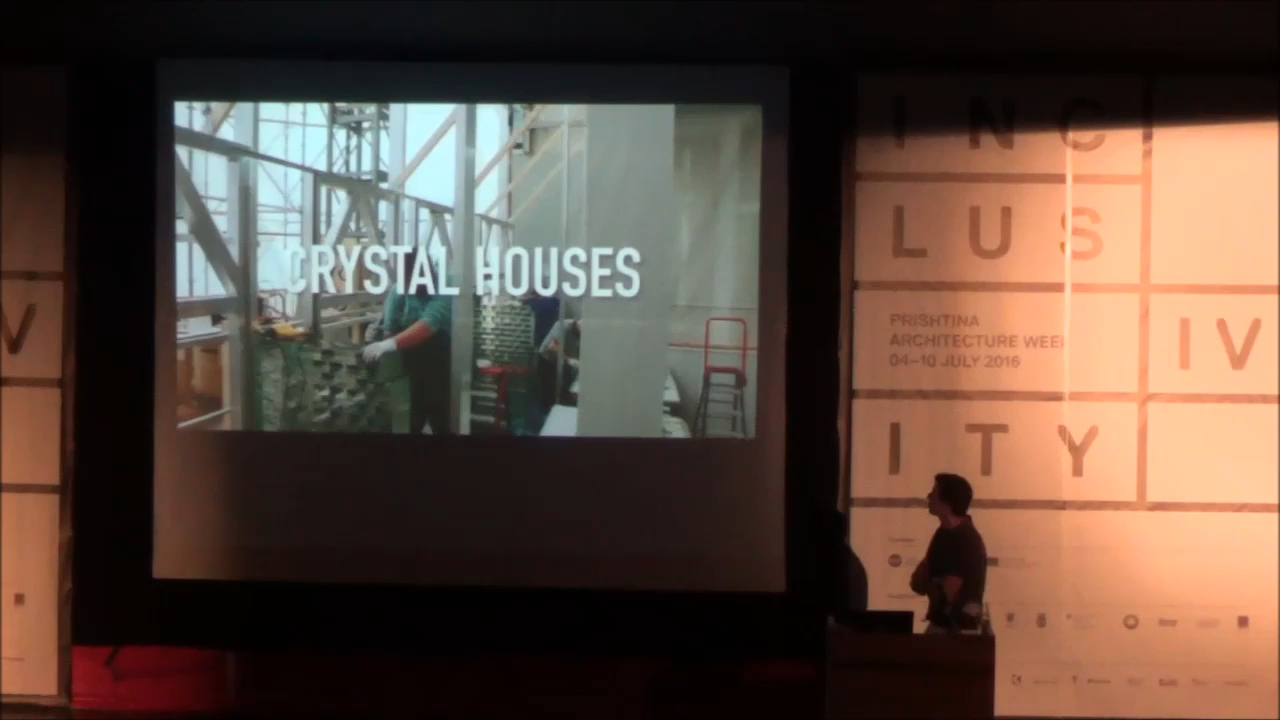 CRYSTAL HOUSES
INC
LUS
PRISHTINA
ARCHITECTURE WEEK
04–10 JULY 2016
IV
ITY
V